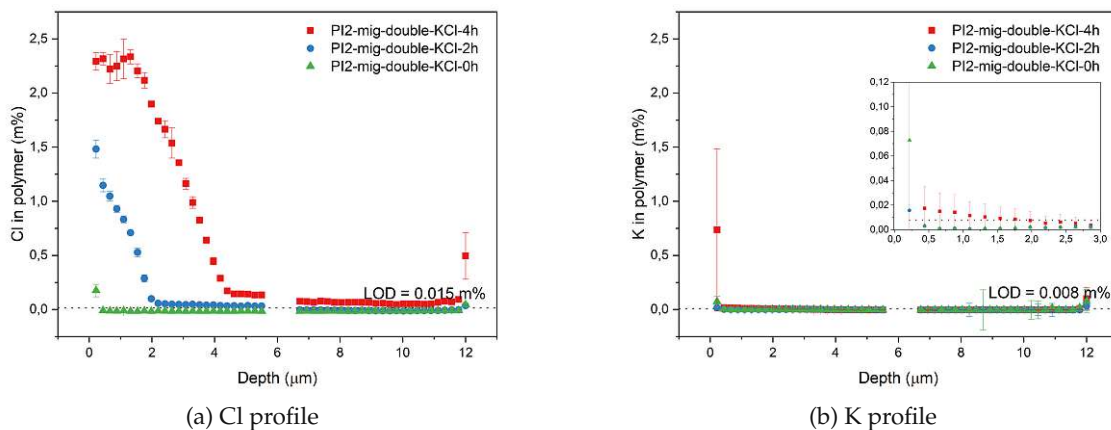 2,5
2,0
1,5
1,0
0,5
0,0
Cl in polymer (m%)
PI2-mig-double-KCl-4h
PI2-mig-double-KCl-2h
PI2-mig-double-KCl-0h
LOD = 0.015 m%
0 2 4 6 8 10 12
Depth (μm)
(a) Cl profile
2,5
2,0
1,5
1,0
0,5
0,0
K in polymer (m%)
PI2-mig-double-KCl-4h
PI2-mig-double-KCl-2h
PI2-mig-double-KCl-0h
0,12
0,10
0,08
0,06
0,04
0,02
0,00
0,0 0,5 1,0 1,5 2,0 2,5 3,0
LOD = 0.008 m%
0 2 4 6 8 10 12
Depth (μm)
(b) K profile